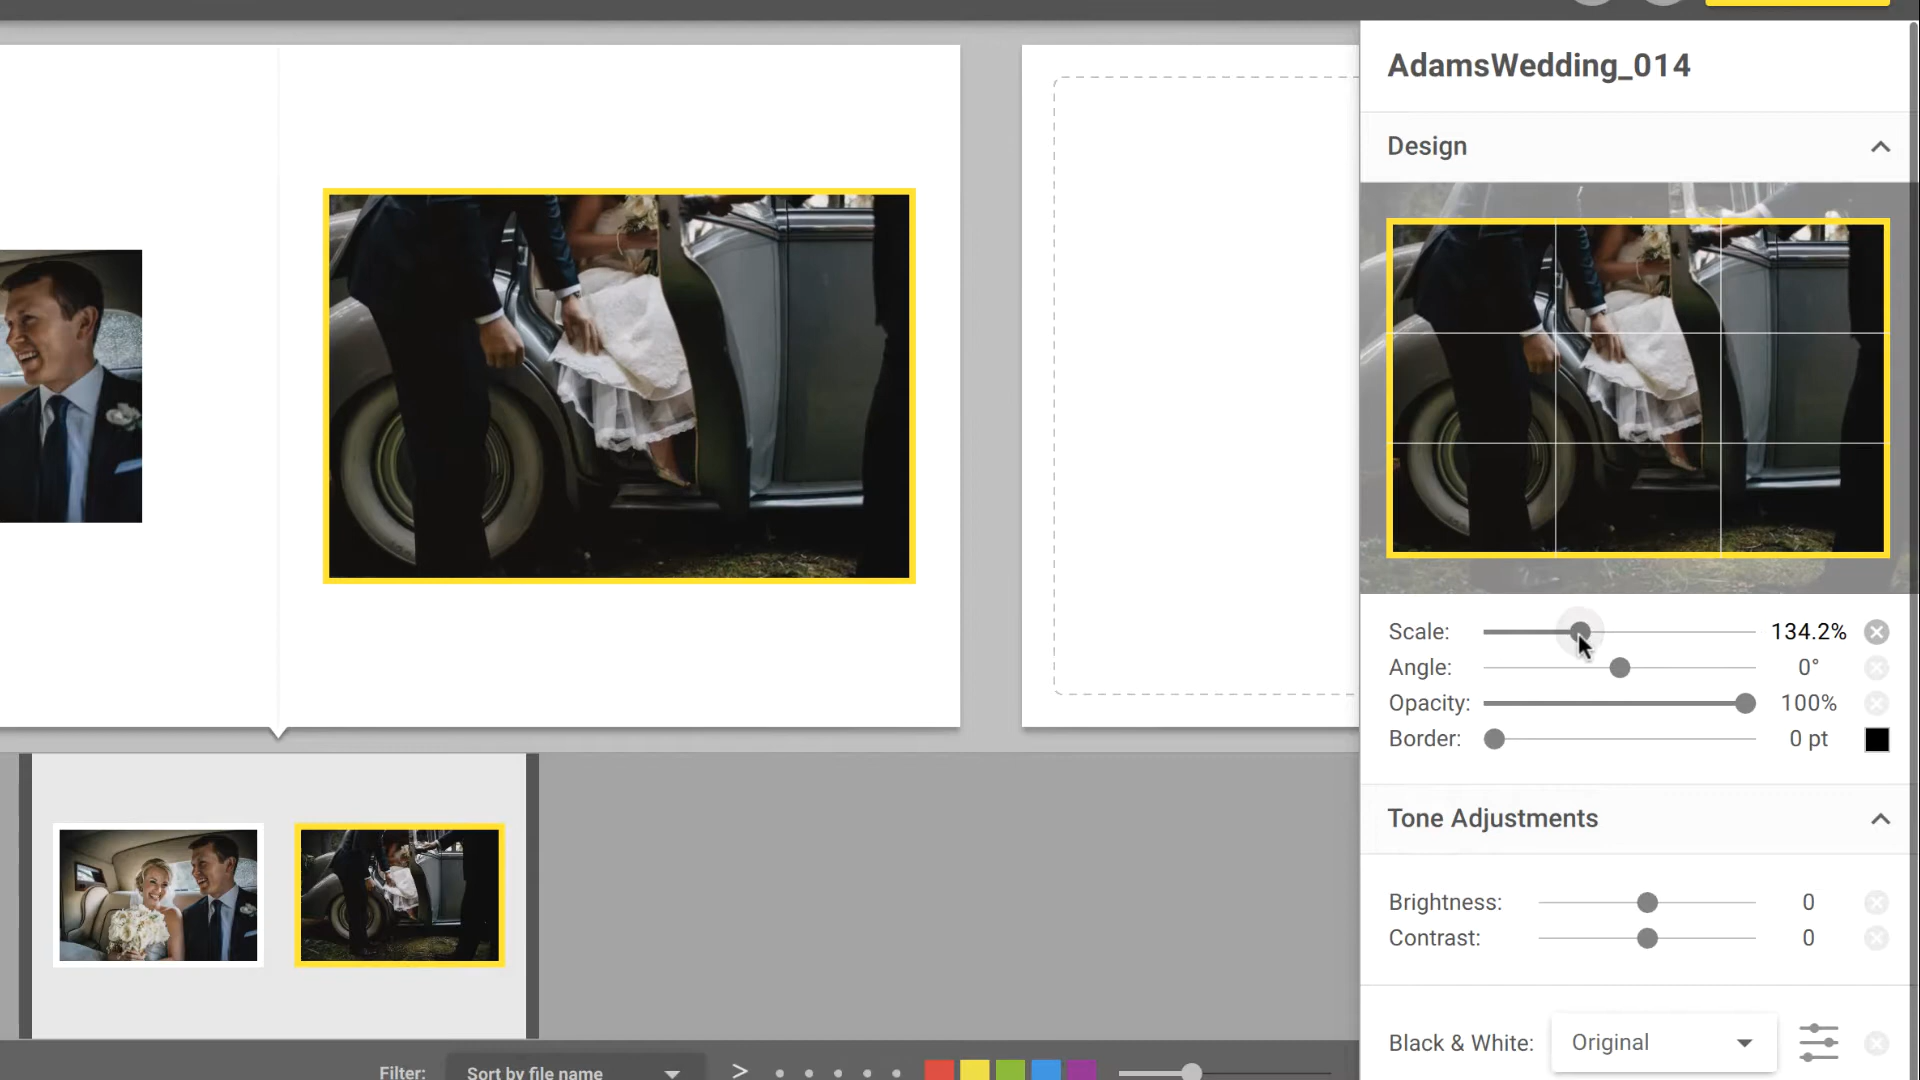 AdamsWedding_014
Design
Scale: 134.2%
Angle: 0°
Opacity: 100%
Border: 0 pt
Tone Adjustments
Brightness: 0
Contrast: 0
Black & White: Original
Filter: Sort by file name >